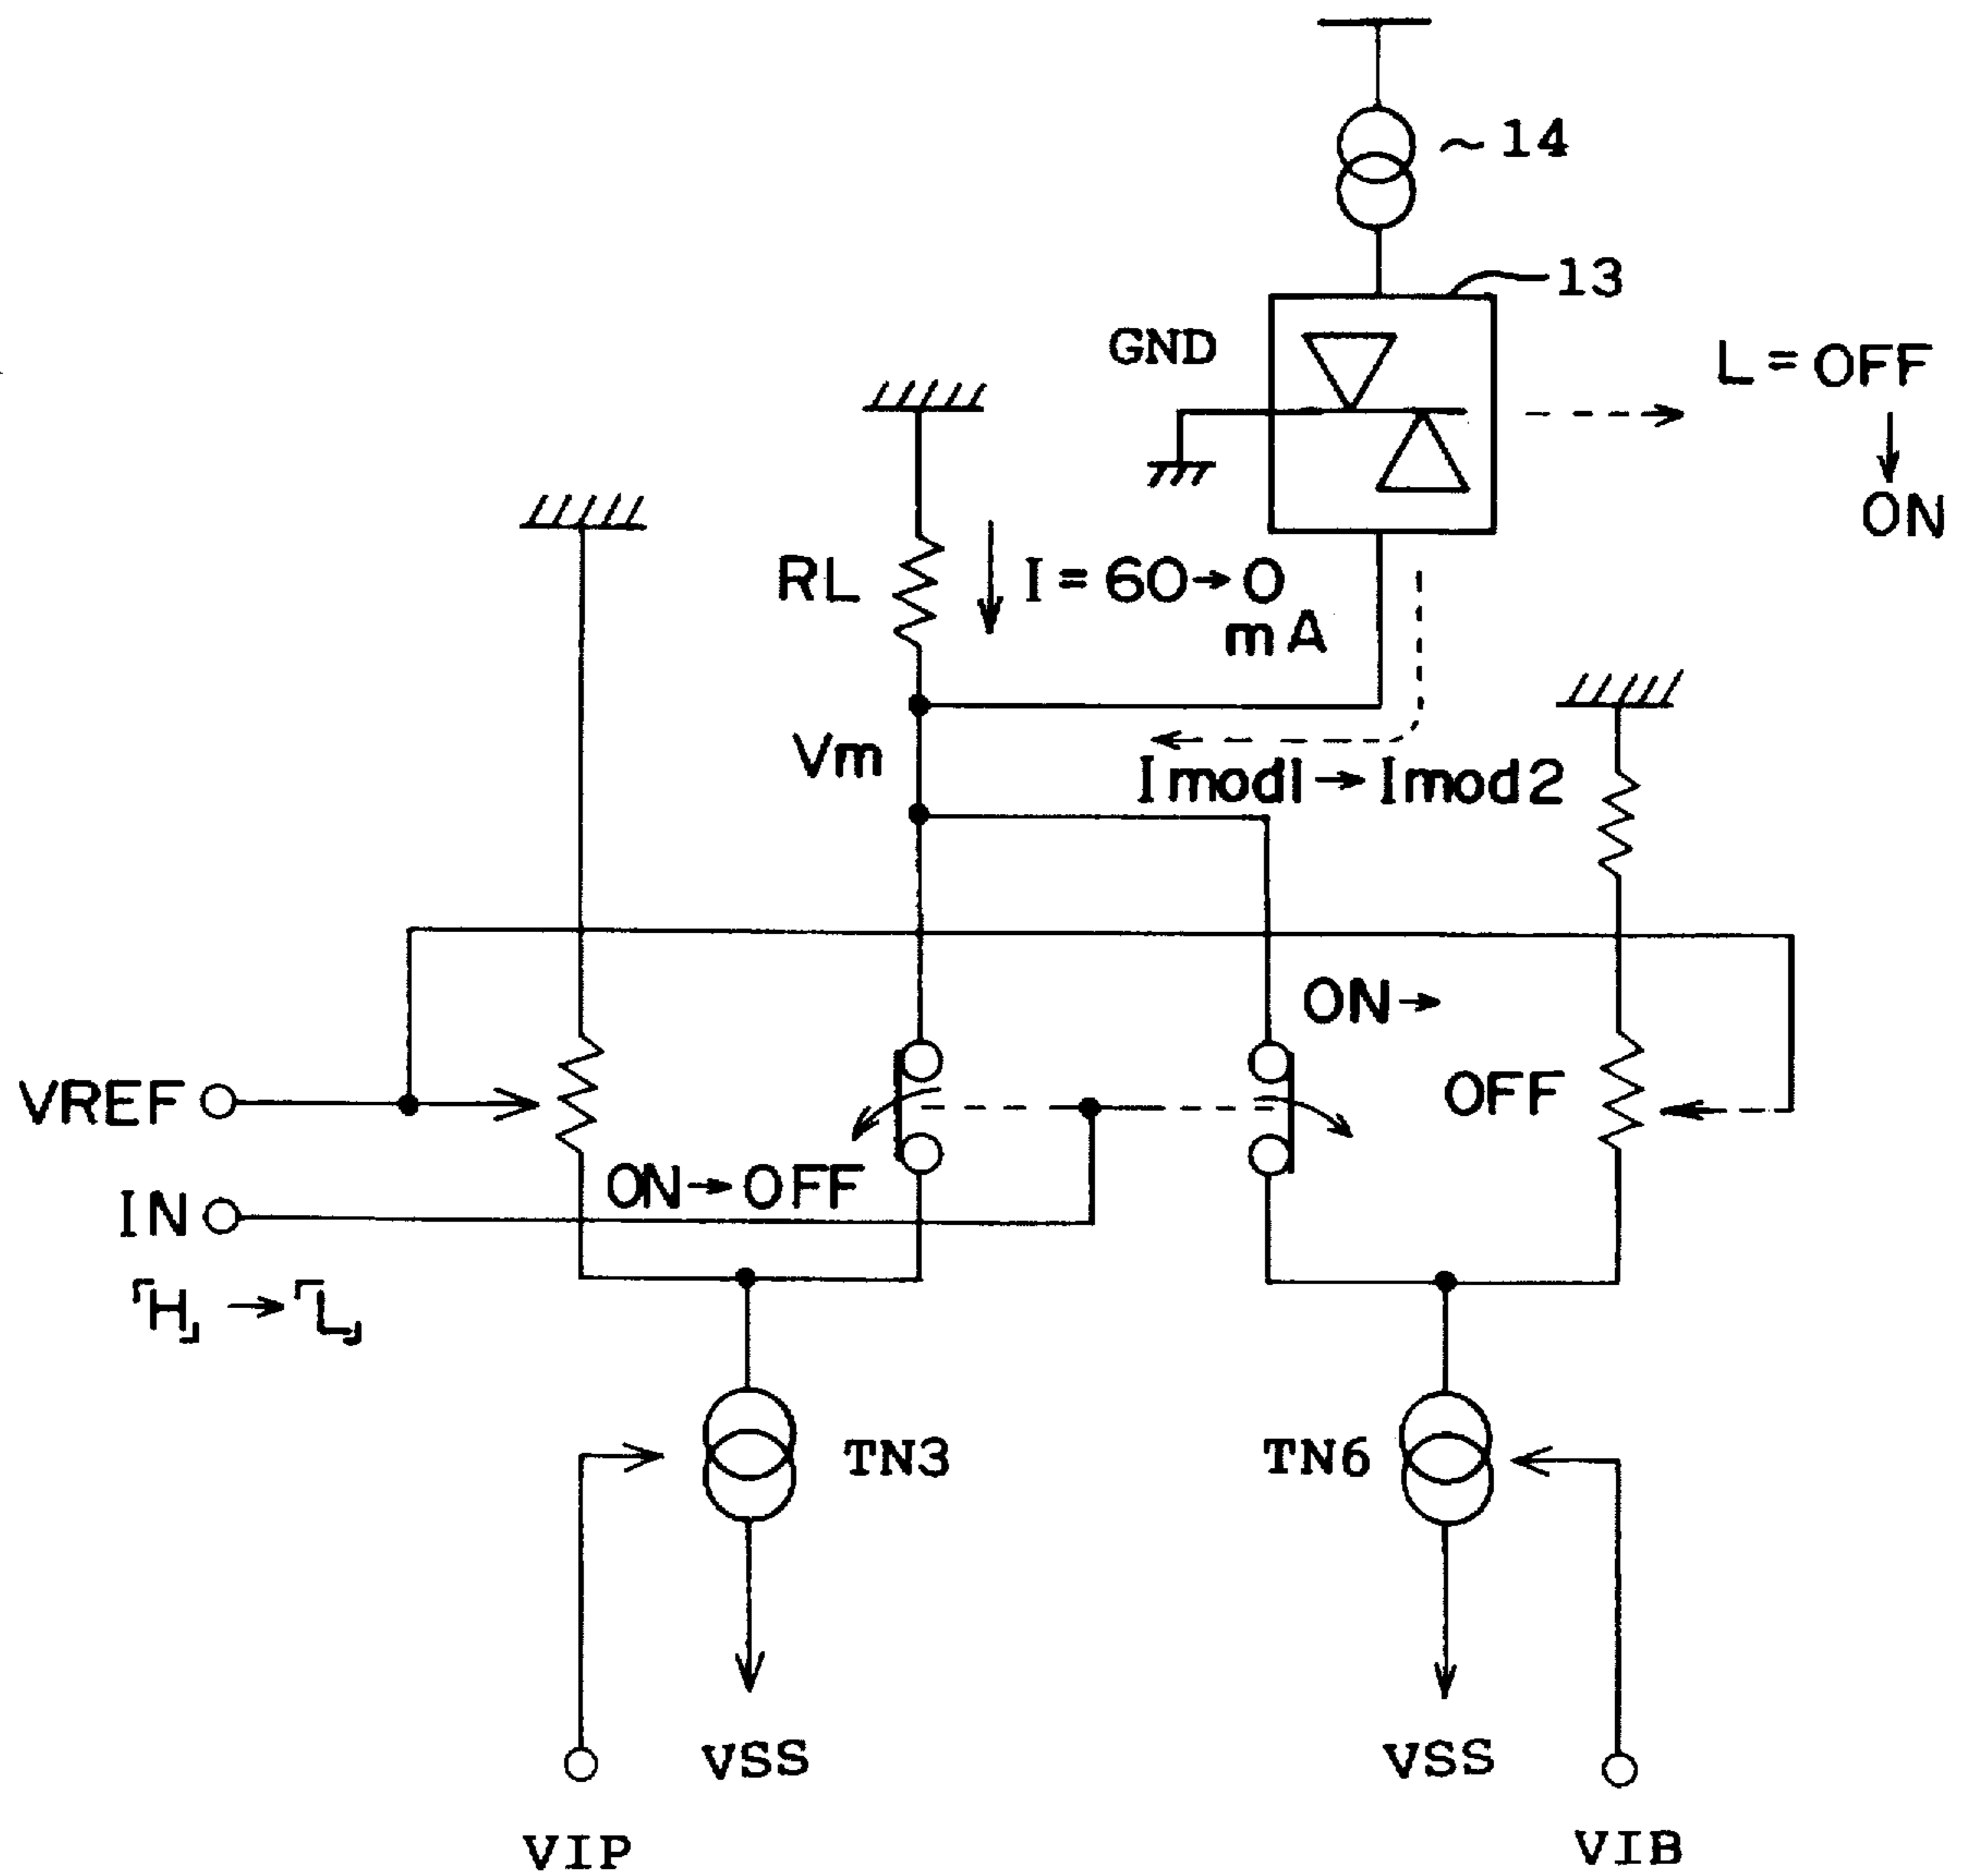 ~14
13
GND
L=OFF
↓
ON
RL
I=60→0
mA
Vm
Imod1→Imod2
ON→
OFF
VREF
ON→OFF
IN
「H」→「L」
TN3
TN6
VSS
VSS
VIP
VIB